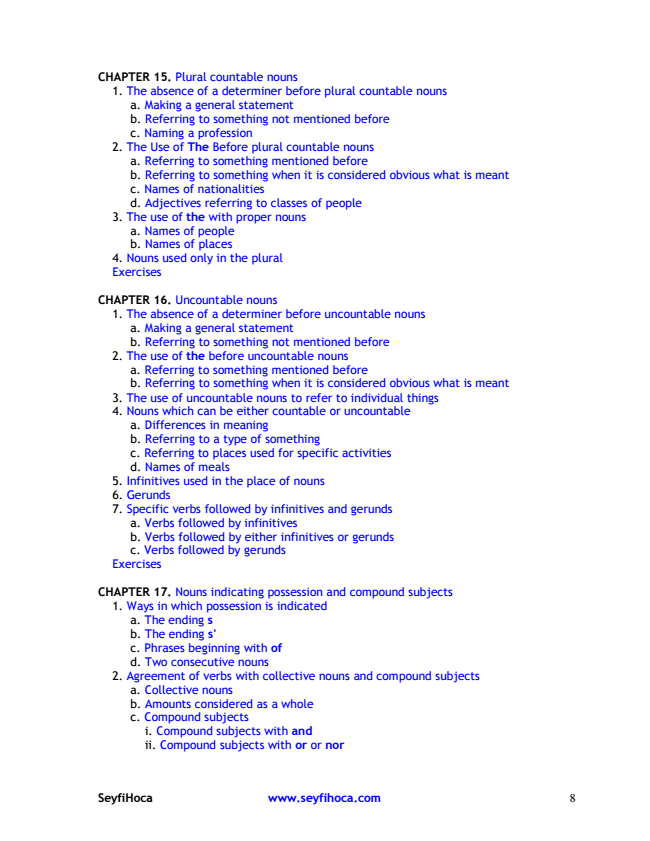 CHAPTER 15. Plural countable nouns
1. The absence of a determiner before plural countable nouns
a. Making a general statement
b. Referring to something not mentioned before
c. Naming a profession
2. The Use of The Before plural countable nouns
a. Referring to something mentioned before
b. Referring to something when it is considered obvious what is meant
c. Names of nationalities
d. Adjectives referring to classes of people
3. The use of the with proper nouns
a. Names of people
b. Names of places
4. Nouns used only in the plural
Exercises
CHAPTER 16. Uncountable nouns
1. The absence of a determiner before uncountable nouns
a. Making a general statement
b. Referring to something not mentioned before
2. The use of the before uncountable nouns
a. Referring to something mentioned before
b. Referring to something when it is considered obvious what is meant
3. The use of uncountable nouns to refer to individual things
4. Nouns which can be either countable or uncountable
a. Differences in meaning
b. Referring to a type of something
c. Referring to places used for specific activities
d. Names of meals
5. Infinitives used in the place of nouns
6. Gerunds
7. Specific verbs followed by infinitives and gerunds
a. Verbs followed by infinitives
b. Verbs followed by either infinitives or gerunds
c. Verbs followed by gerunds
Exercises
CHAPTER 17. Nouns indicating possession and compound subjects
1. Ways in which possession is indicated
a. The ending s
b. The ending s'
c. Phrases beginning with of
d. Two consecutive nouns
2. Agreement of verbs with collective nouns and compound subjects
a. Collective nouns
b. Amounts considered as a whole
c. Compound subjects
i. Compound subjects with and
ii. Compound subjects with or or nor
SeyfiHoca www.seyfihoca.com 8